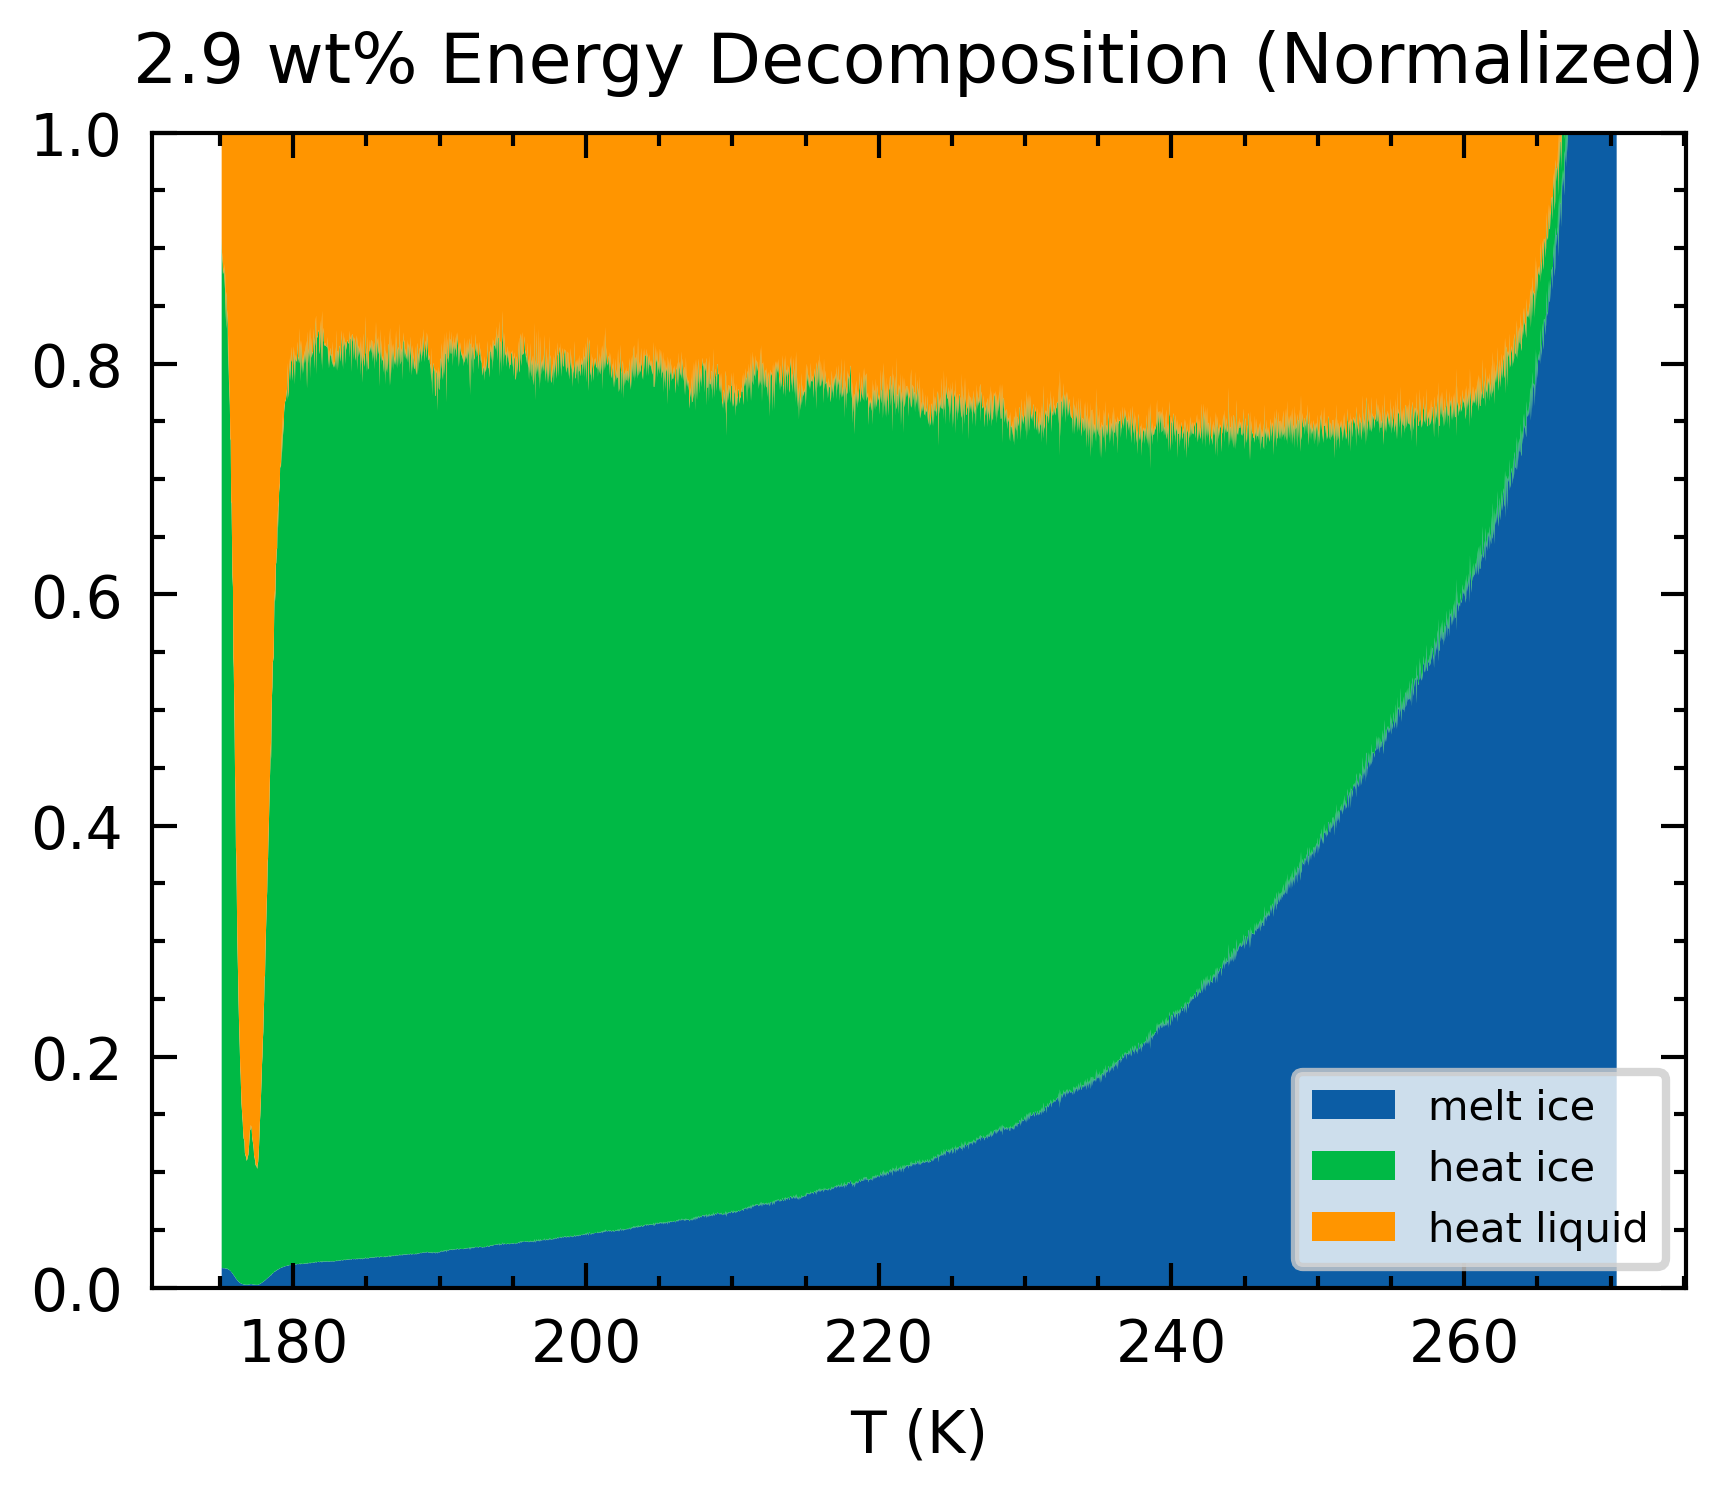 2.9 wt% Energy Decomposition (Normalized)
1.0
0.8
0.6
0.4
0.2
0.0
melt ice
heat ice
heat liquid
180 200 220 240 260
T (K)